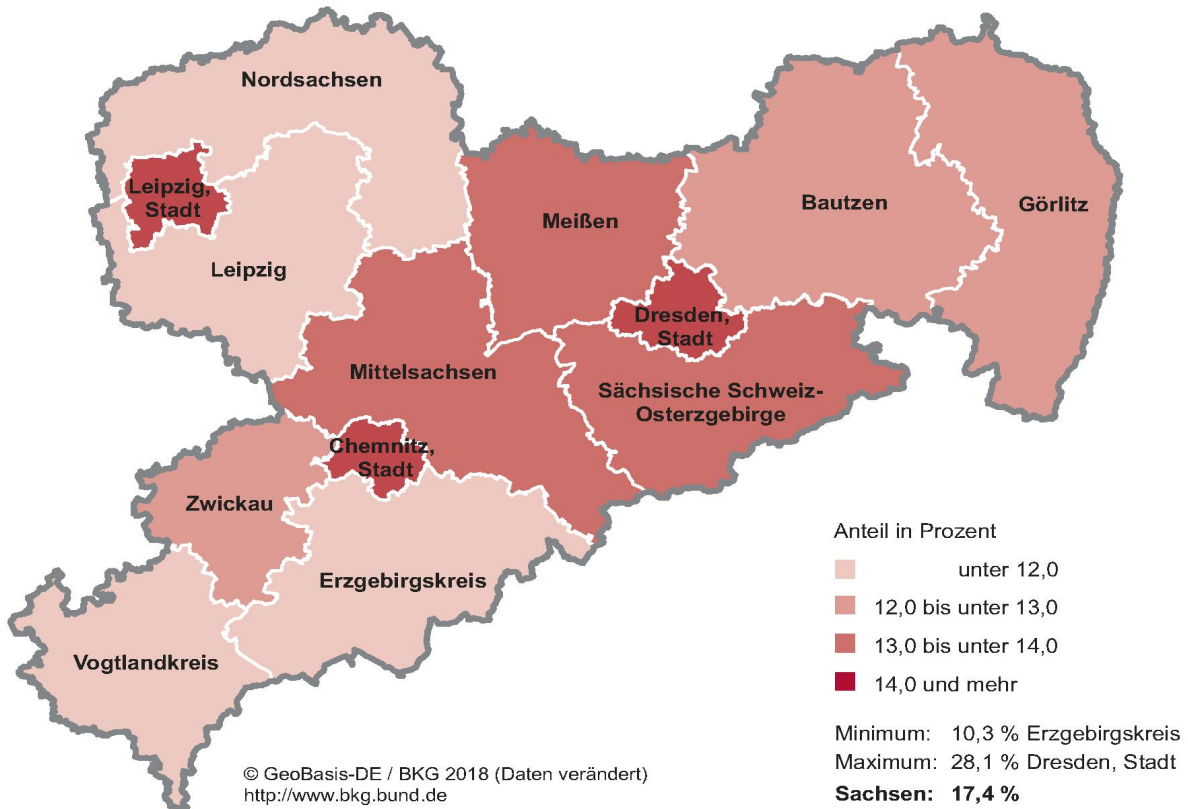 Nordsachsen
Leipzig,
Stadt
Leipzig
Meißen
Bautzen
Görlitz
Dresden,
Stadt
Mittelsachsen
Sächsische Schweiz-
Osterzgebirge
Chemnitz,
Stadt
Zwickau
Erzgebirgskreis
Vogtlandkreis
Anteil in Prozent
unter 12,0
12,0 bis unter 13,0
13,0 bis unter 14,0
14,0 und mehr
Minimum: 10,3 % Erzgebirgskreis
Maximum: 28,1 % Dresden, Stadt
Sachsen: 17,4 %
© GeoBasis-DE / BKG 2018 (Daten verändert)
http://www.bkg.bund.de